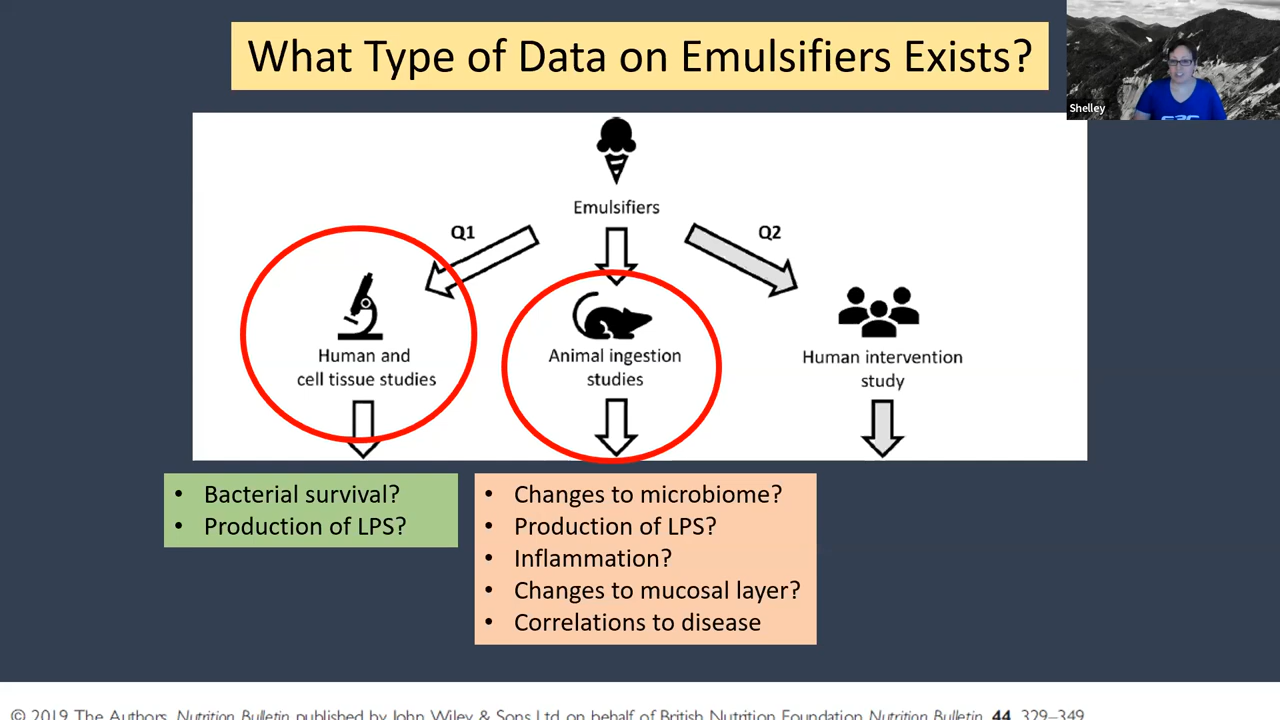 What Type of Data on Emulsifiers Exists?
Shelley
Emulsifiers
Q1
Q2
Human and
cell tissue studies
Animal ingestion
studies
Human intervention
study
• Bacterial survival?
• Production of LPS?
• Changes to microbiome?
• Production of LPS?
• Inflammation?
• Changes to mucosal layer?
• Correlations to disease
© 2019 The Authors. Nutrition Bulletin published by John Wiley & Sons Ltd on behalf of British Nutrition Foundation Nutrition Bulletin, 44, 329–349